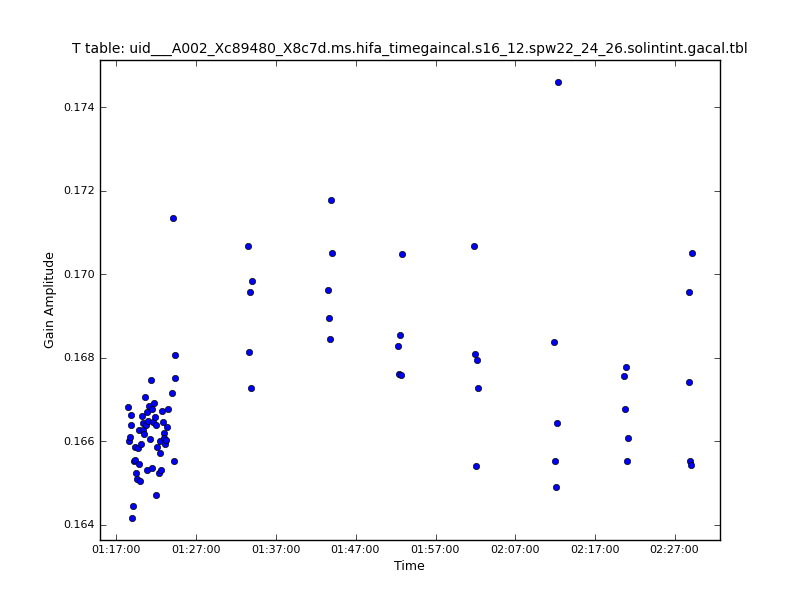 T table: uid___A002_Xc89480_X8c7d.ms.hifa_timegaincal.s16_12.spw22_24_26.solintint.gacal.tbl
0.174
0.172
0.170
0.168
0.166
0.164
Gain Amplitude
01:17:00 01:27:00 01:37:00 01:47:00 01:57:00 02:07:00 02:17:00 02:27:00
Time